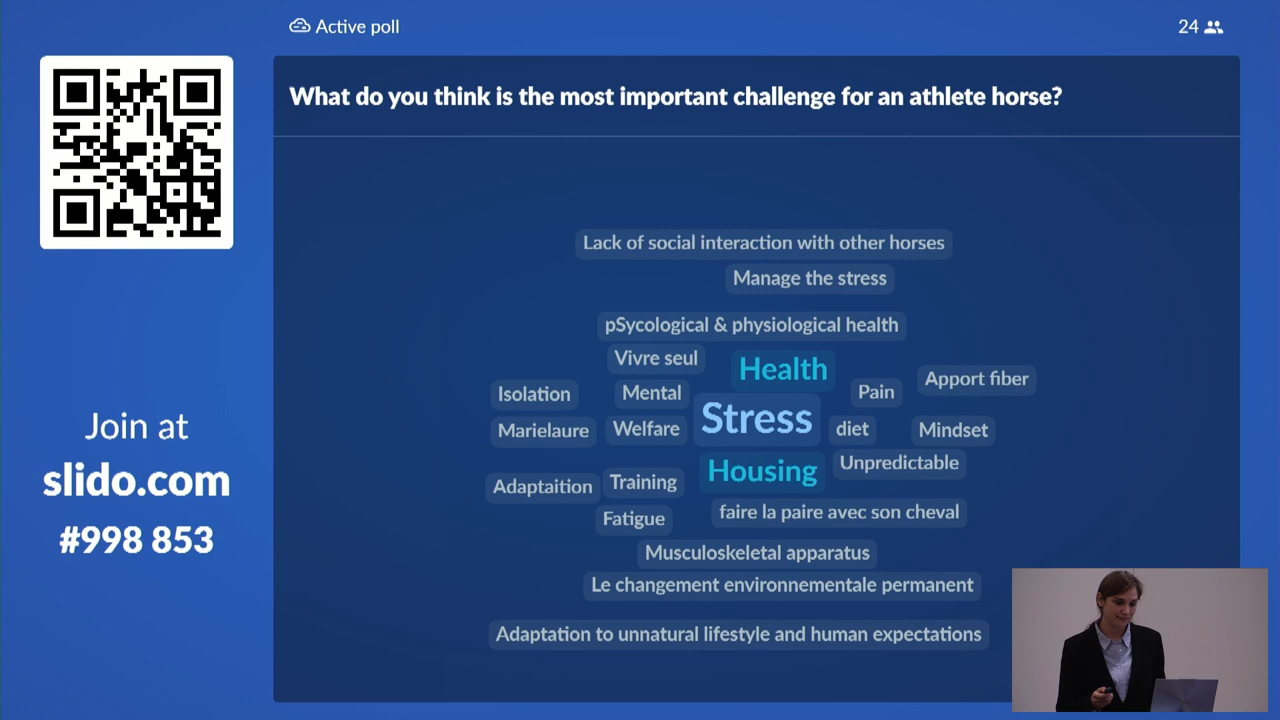 Active poll
24
What do you think is the most important challenge for an athlete horse?
Lack of social interaction with other horses
Manage the stress
pSycological & physiological health
Vivre seul
Health
Apport fiber
Isolation
Mental
Pain
Stress
Marielaure
Welfare
diet
Mindset
Housing
Unpredictable
Adaptaition
Training
Fatigue
faire la paire avec son cheval
Musculoskeletal apparatus
Le changement environnementale permanent
Adaptation to unnatural lifestyle and human expectations
Join at
slido.com
#998 853